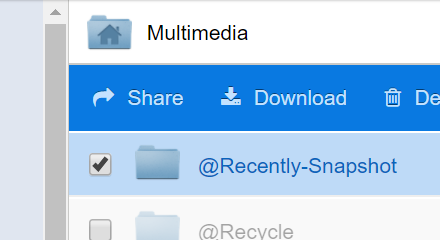 Multimedia
Share Download De
@Recently-Snapshot
@Recycle